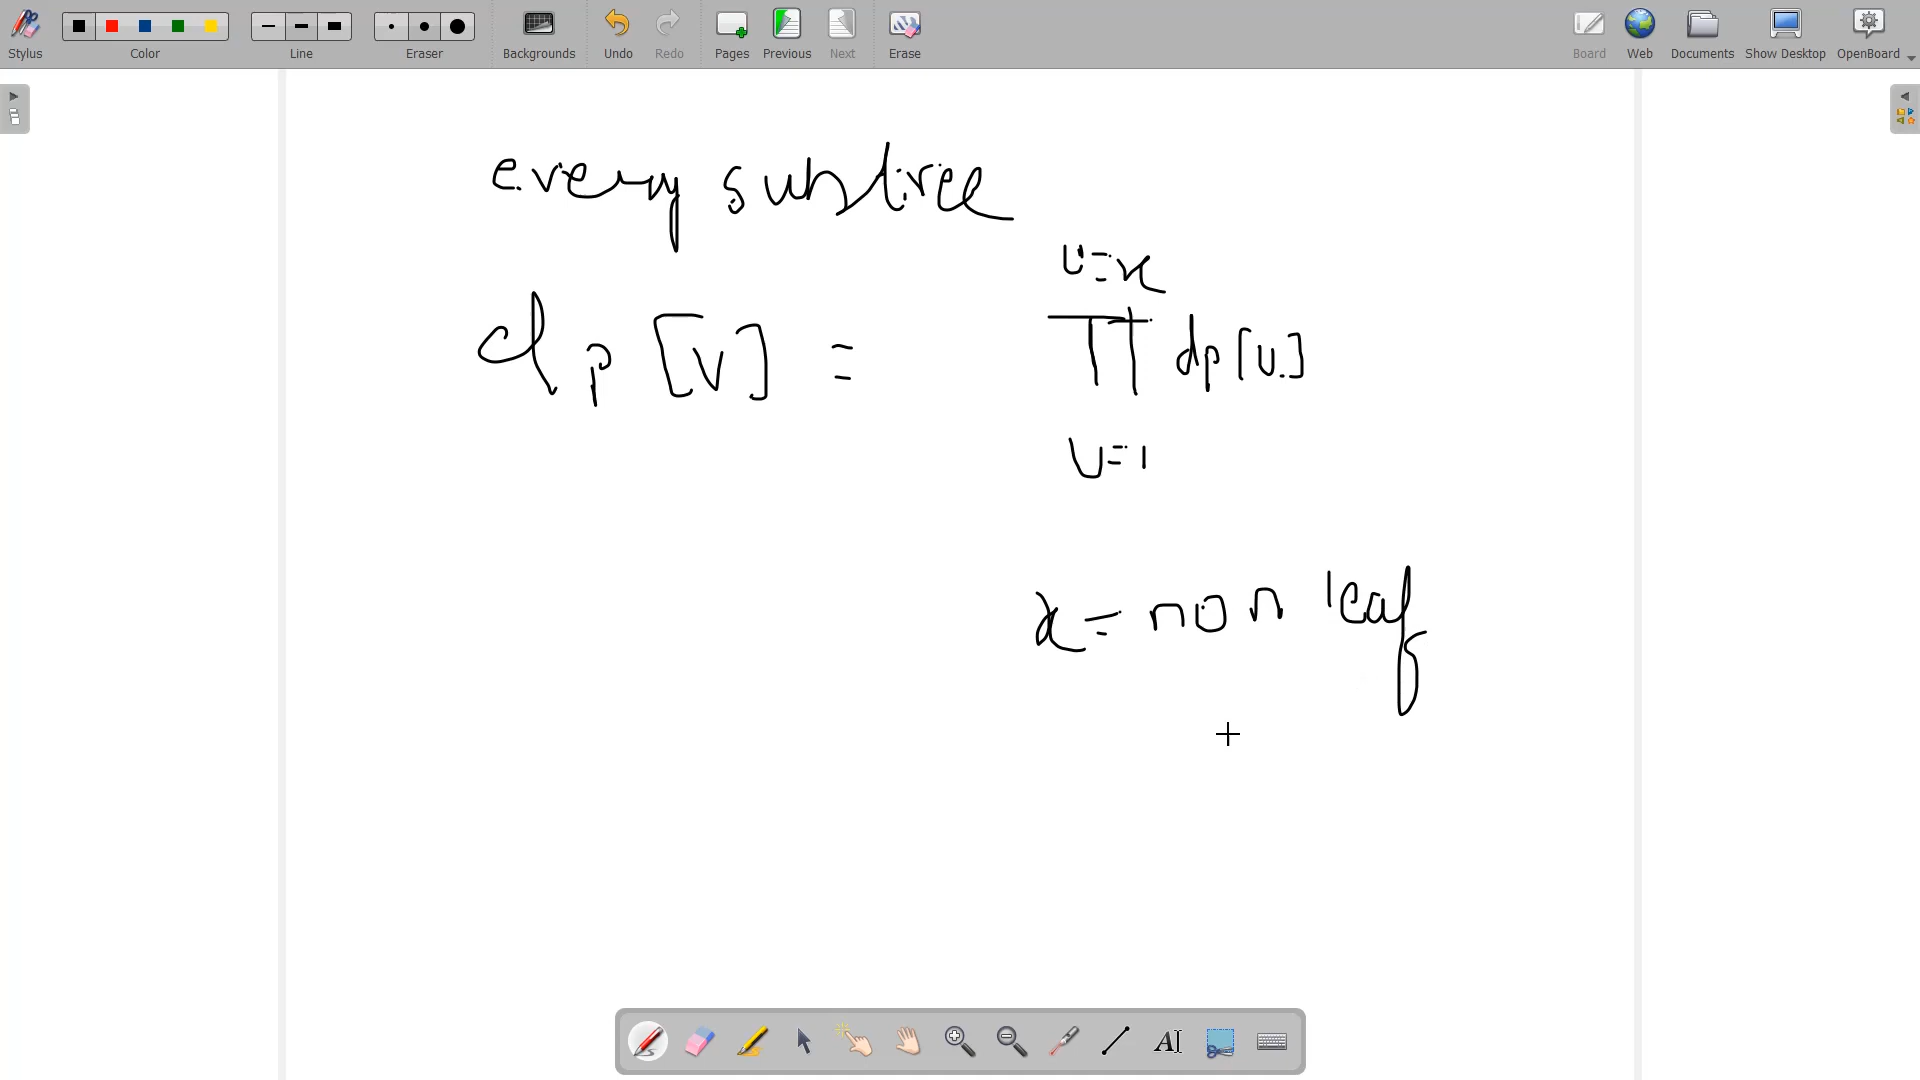 Stylus Color Line Eraser Backgrounds Undo Redo Pages Previous Next Erase Board Web Documents Show Desktop OpenBoard
every subtree
u=x
dp[v] = ∏ dp[u]
u=1
x= non leaf
AI